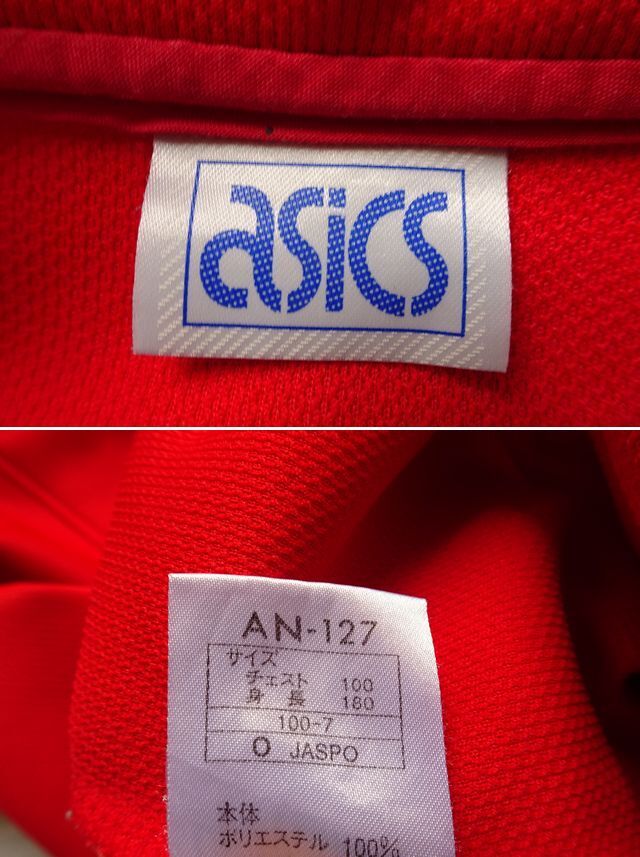 asics
AN-127
サイズ
チェスト 100
身長 180
100-7
O JASPO
本体
ポリエステル 100%